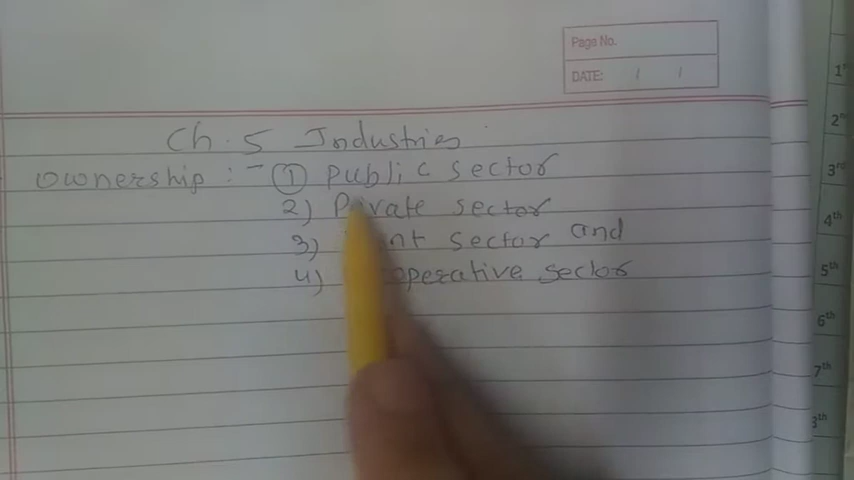 Page No.
DATE: / /
Ch. 5 Industries
Ownership :- ① Public sector
2) Private sector
3) sector and
4) sector
1st
2nd
3rd
4th
5th
6th
7th